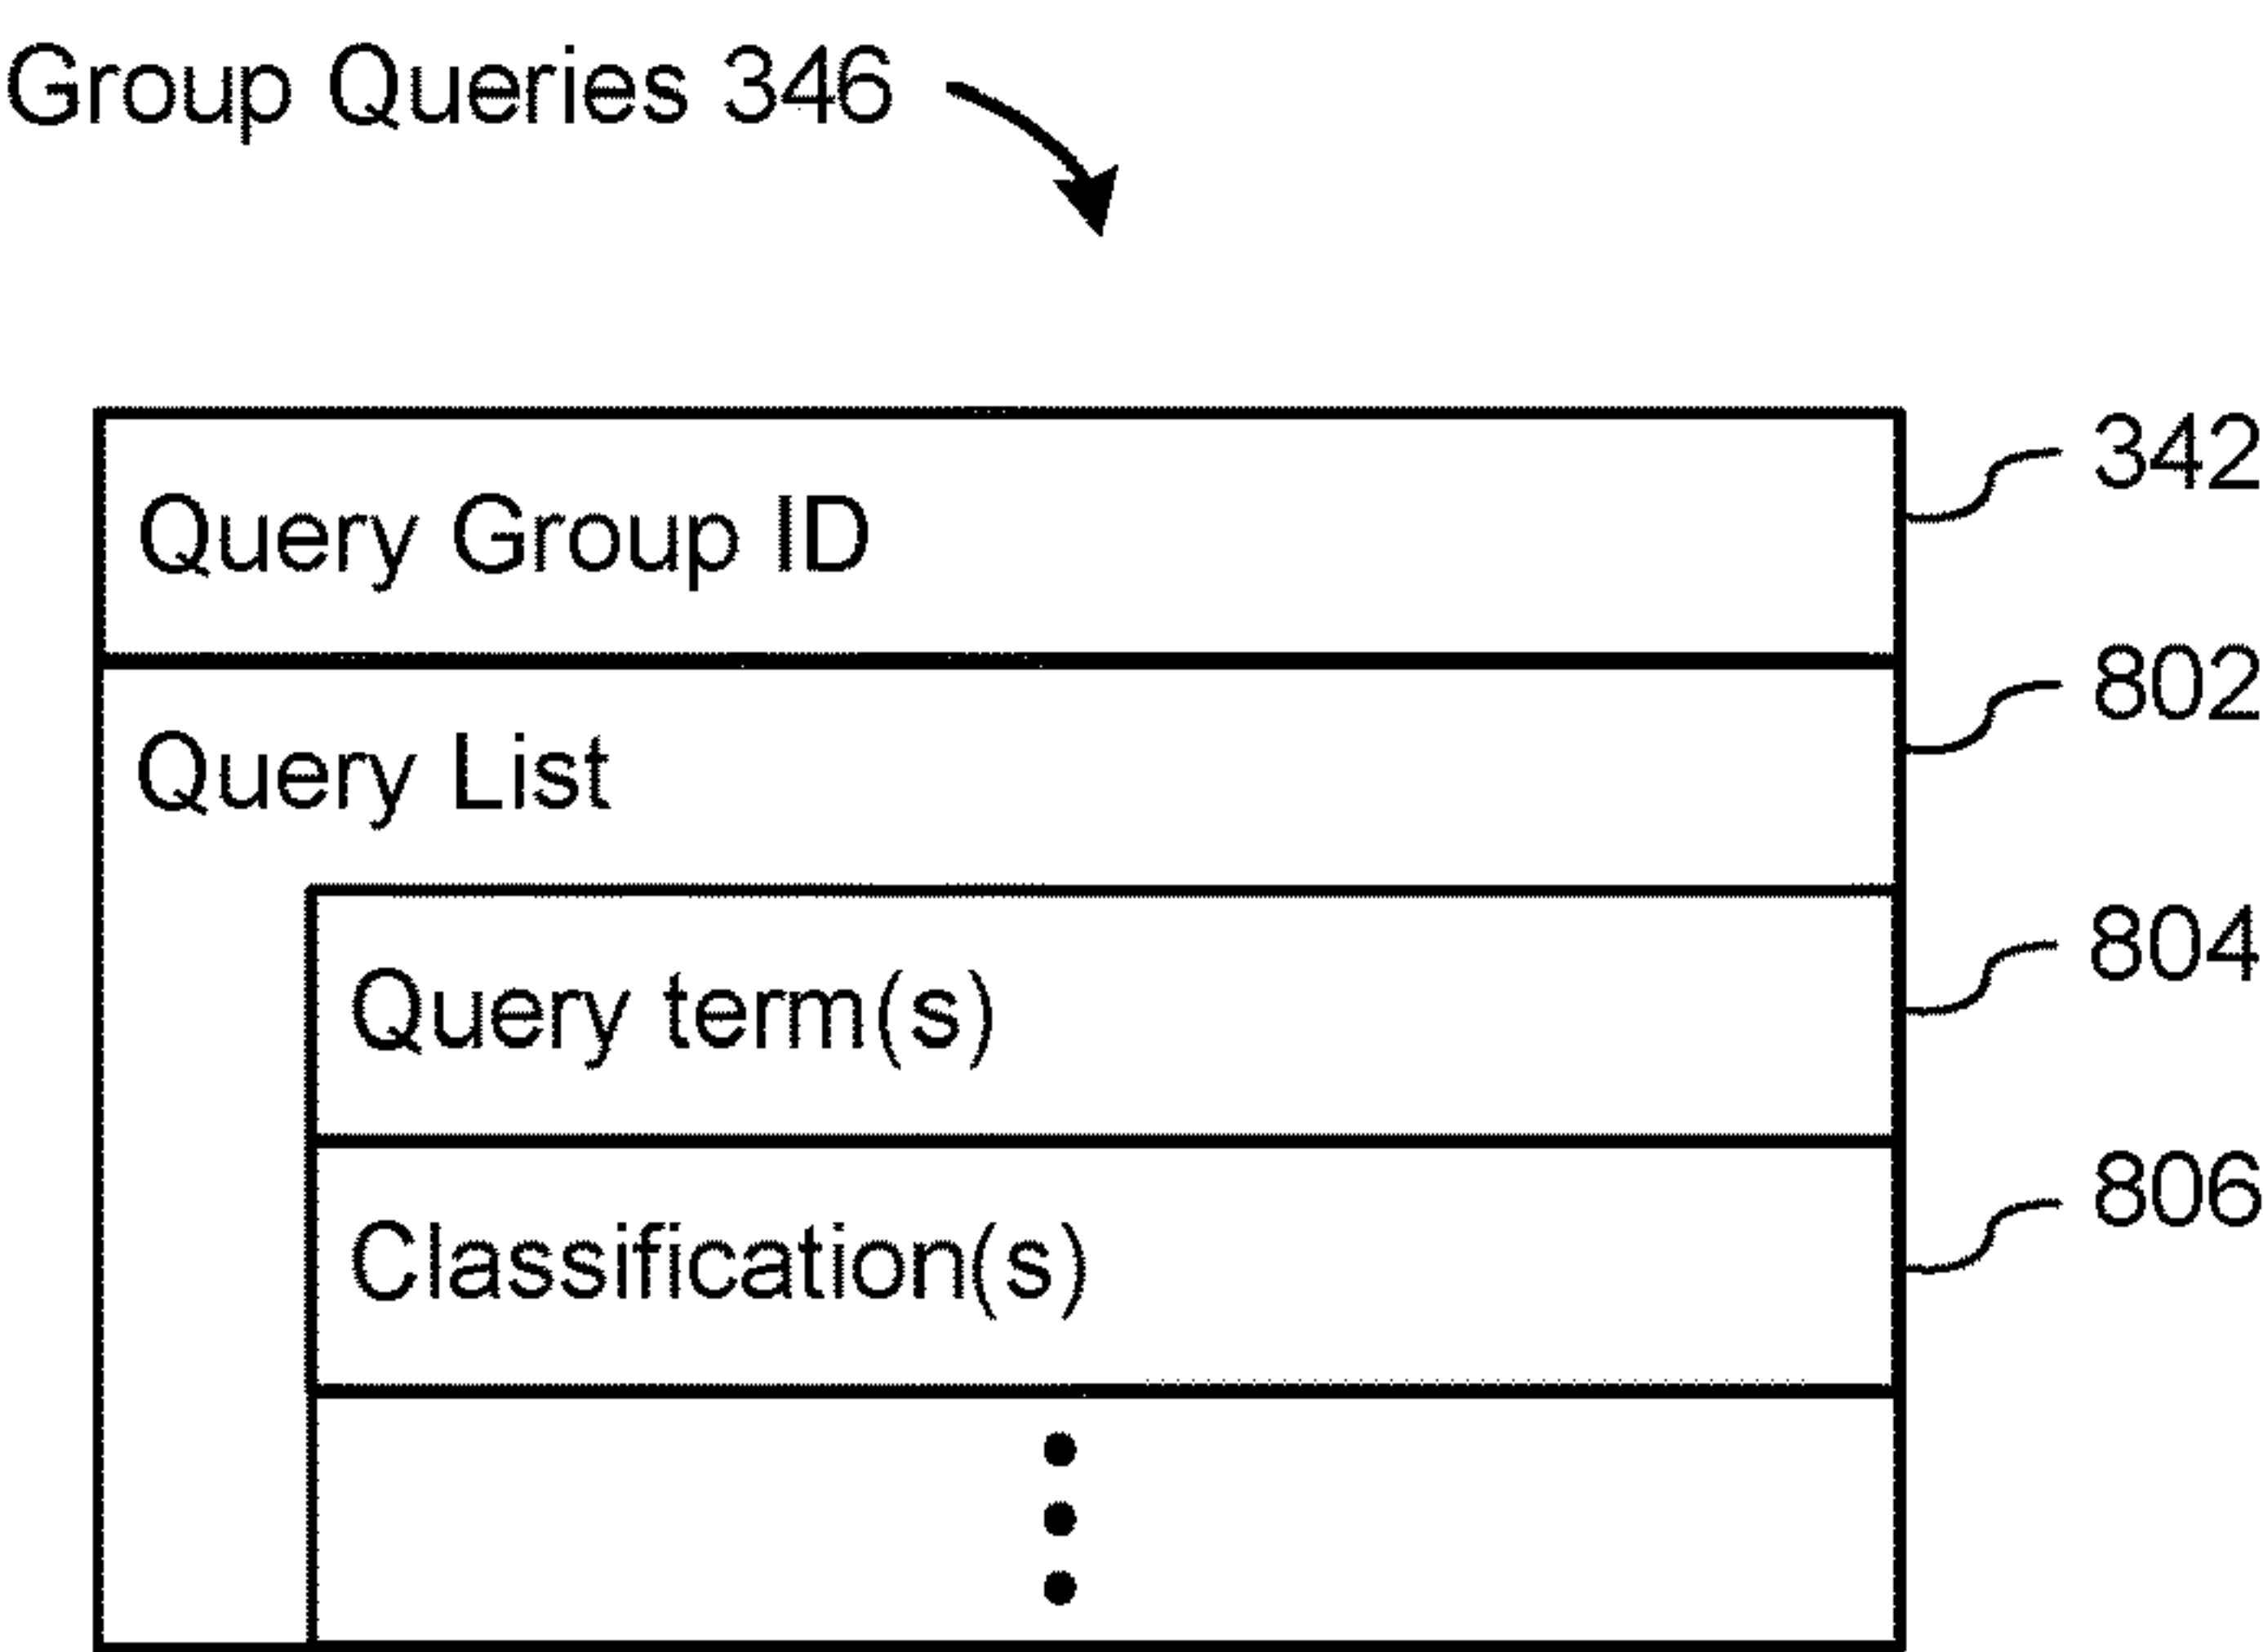 Group Queries 346
Query Group ID 342
Query List 802
Query term(s) 804
Classification(s) 806